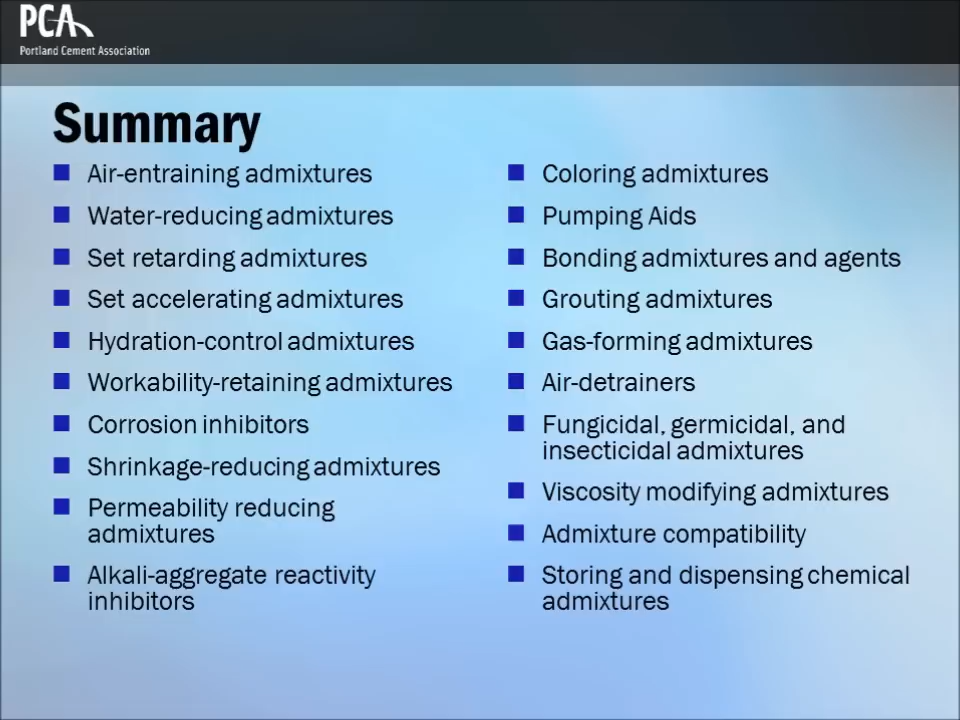 PCA
Portland Cement Association
Summary
Air-entraining admixtures
Water-reducing admixtures
Set retarding admixtures
Set accelerating admixtures
Hydration-control admixtures
Workability-retaining admixtures
Corrosion inhibitors
Shrinkage-reducing admixtures
Permeability reducing
admixtures
Alkali-aggregate reactivity
inhibitors
Coloring admixtures
Pumping Aids
Bonding admixtures and agents
Grouting admixtures
Gas-forming admixtures
Air-detrainers
Fungicidal, germicidal, and
insecticidal admixtures
Viscosity modifying admixtures
Admixture compatibility
Storing and dispensing chemical
admixtures